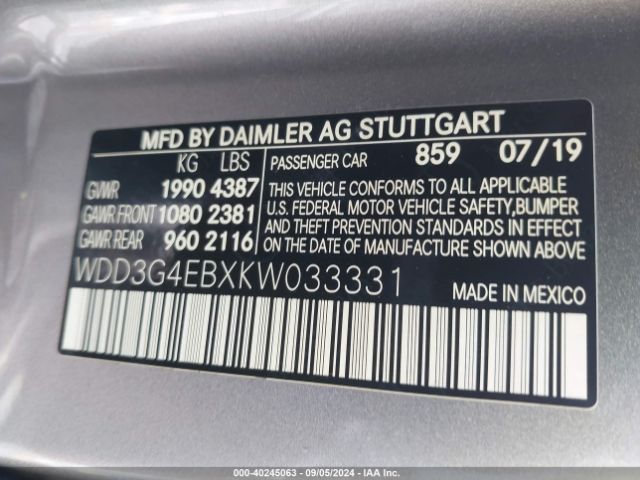 MFD BY DAIMLER AG STUTTGART
KG LBS
GVWR 1990 4387
GAWR FRONT 1080 2381
GAWR REAR 960 2116
PASSENGER CAR 859 07/19
THIS VEHICLE CONFORMS TO ALL APPLICABLE
U.S. FEDERAL MOTOR VEHICLE SAFETY,BUMPER
AND THEFT PREVENTION STANDARDS IN EFFECT
ON THE DATE OF MANUFACTURE SHOWN ABOVE
WDD3G4EBXKW033331
MADE IN MEXICO
000-40245063 - 09/05/2024 - IAA Inc.